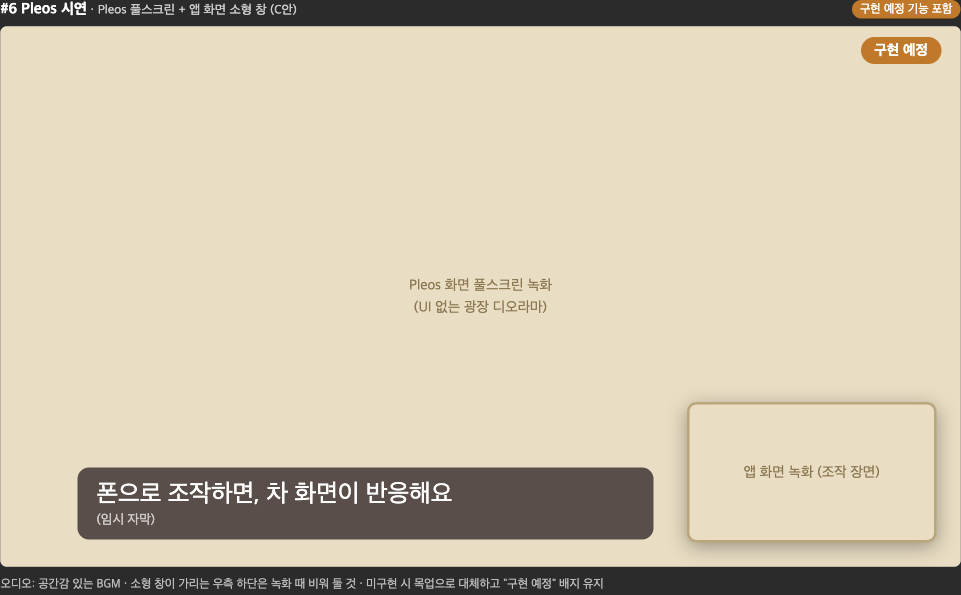 #6 Pleos 시연 · Pleos 풀스크린 + 앱 화면 소형 창 (C안)
구현 예정 기능 포함
구현 예정
Pleos 화면 풀스크린 녹화
(UI 없는 광장 디오라마)
앱 화면 녹화 (조작 장면)
폰으로 조작하면, 차 화면이 반응해요
(임시 자막)
오디오: 공간감 있는 BGM · 소형 창이 가리는 우측 하단은 녹화 때 비워 둘 것 · 미구현 시 목업으로 대체하고 "구현 예정" 배지 유지